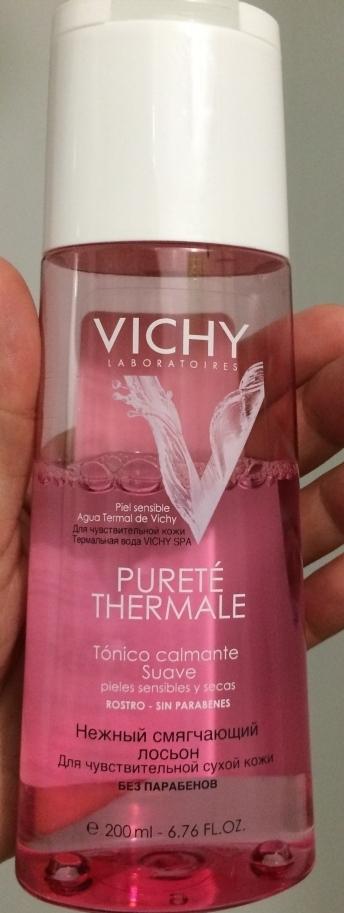 VICHY
LABORATOIRES
Piel sensible
Agua Termal de Vichy
Для чувствительной кожи
Термальная вода VICHY SPA
PURETÉ
THERMALE
Tónico calmante
Suave
pieles sensibles y secas
ROSTRO - SIN PARABENES
Нежный смягчающий
лосьон
Для чувствительной сухой кожи
БЕЗ ПАРАБЕНОВ
℮ 200 ml - 6.76 FL.OZ.